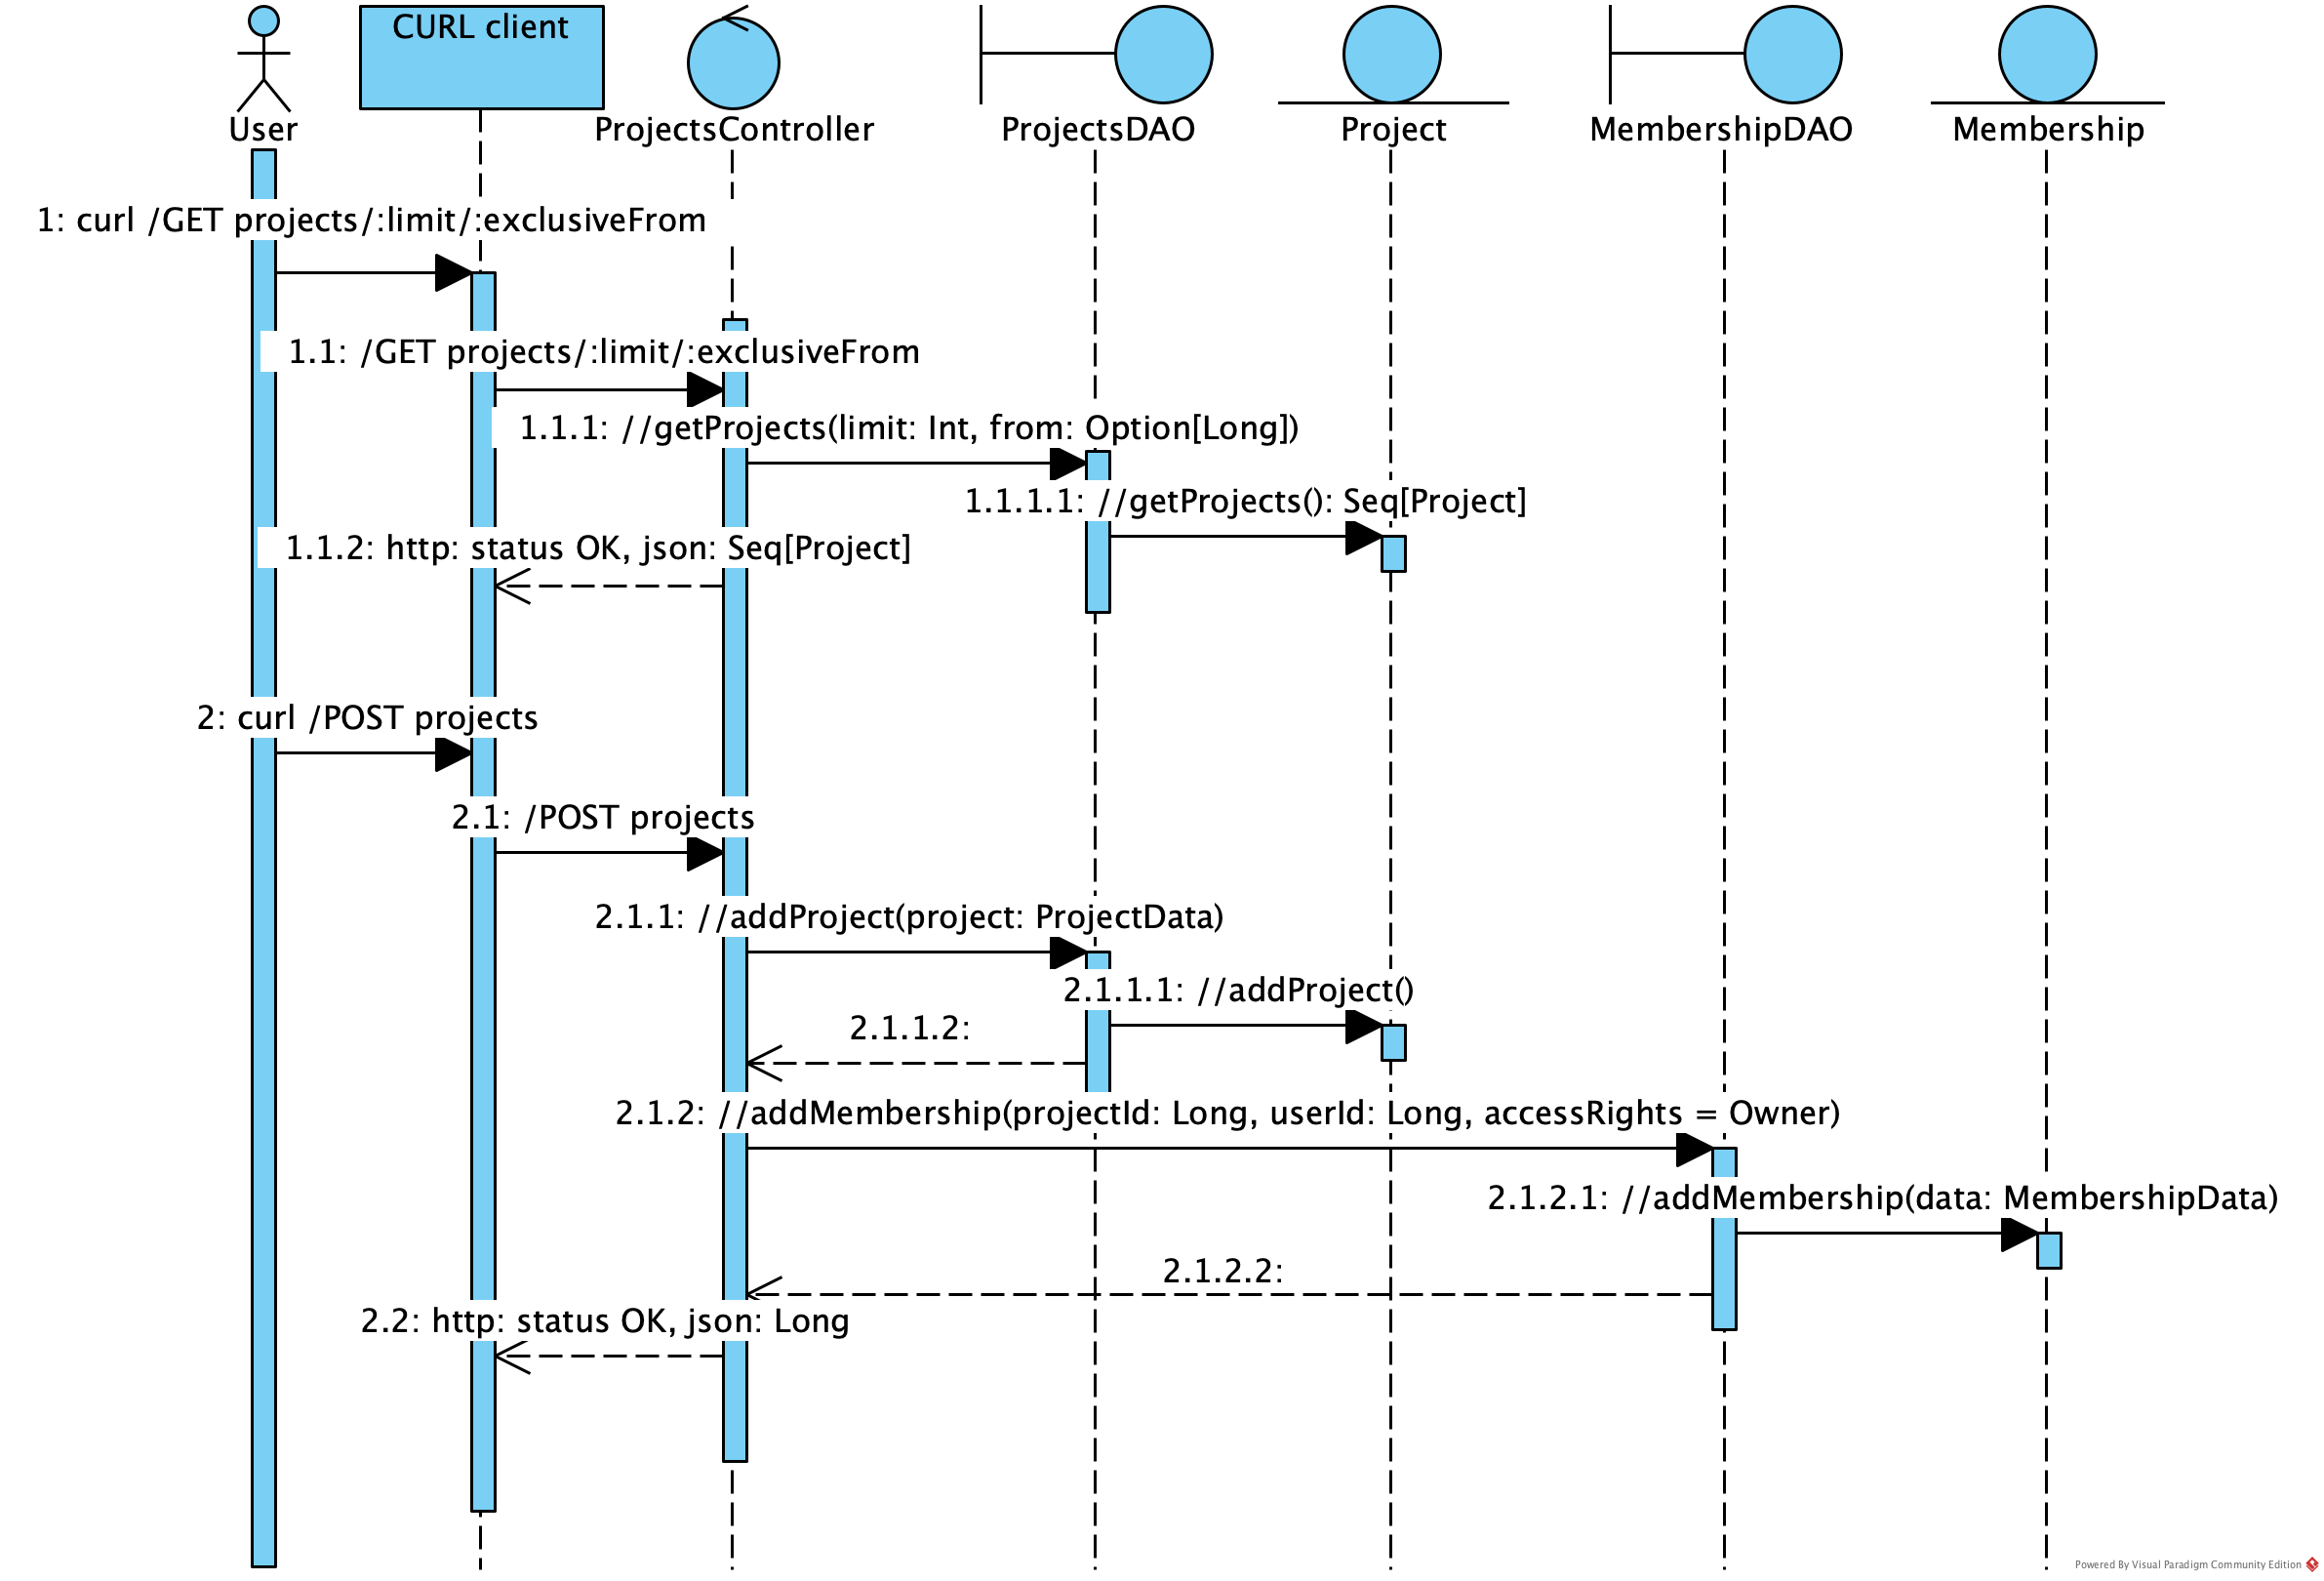 CURL client
User
ProjectsController
ProjectsDAO
Project
MembershipDAO
Membership
1: curl /GET projects/:limit/:exclusiveFrom
1.1: /GET projects/:limit/:exclusiveFrom
1.1.1: //getProjects(limit: Int, from: Option[Long])
1.1.1.1: //getProjects(): Seq[Project]
1.1.2: http: status OK, json: Seq[Project]
2: curl /POST projects
2.1: /POST projects
2.1.1: //addProject(project: ProjectData)
2.1.1.1: //addProject()
2.1.1.2:
2.1.2: //addMembership(projectId: Long, userId: Long, accessRights = Owner)
2.1.2.1: //addMembership(data: MembershipData)
2.1.2.2:
2.2: http: status OK, json: Long
Powered By Visual Paradigm Community Edition